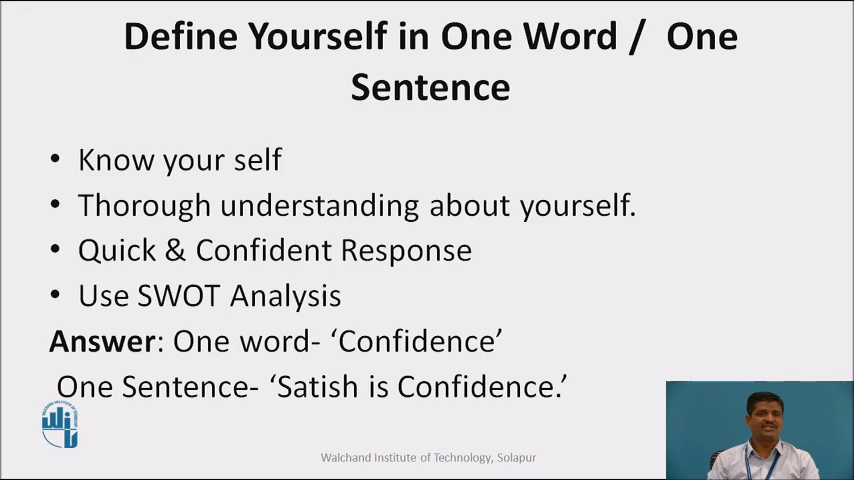 Define Yourself in One Word / One
Sentence
• Know your self
• Thorough understanding about yourself.
• Quick & Confident Response
• Use SWOT Analysis
Answer: One word- ‘Confidence’
One Sentence- ‘Satish is Confidence.’
Walchand Institute of Technology, Solapur